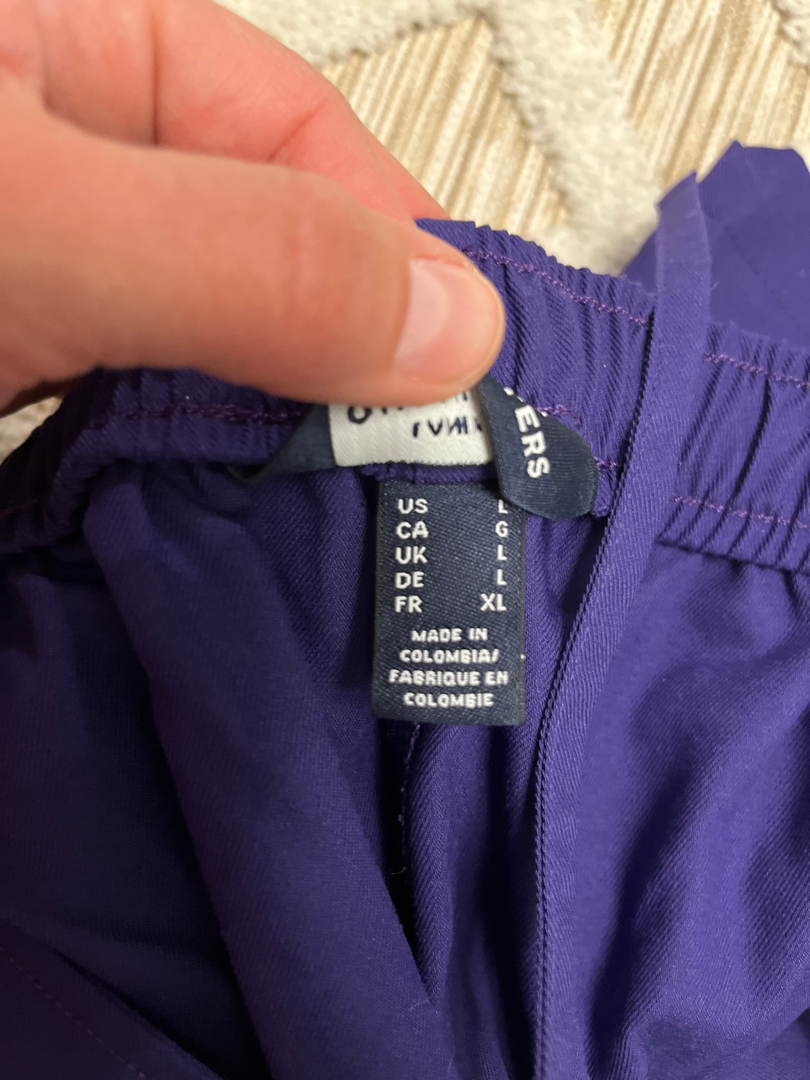 US L
CA G
UK L
DE L
FR XL
MADE IN
COLOMBIA/
FABRIQUE EN
COLOMBIE